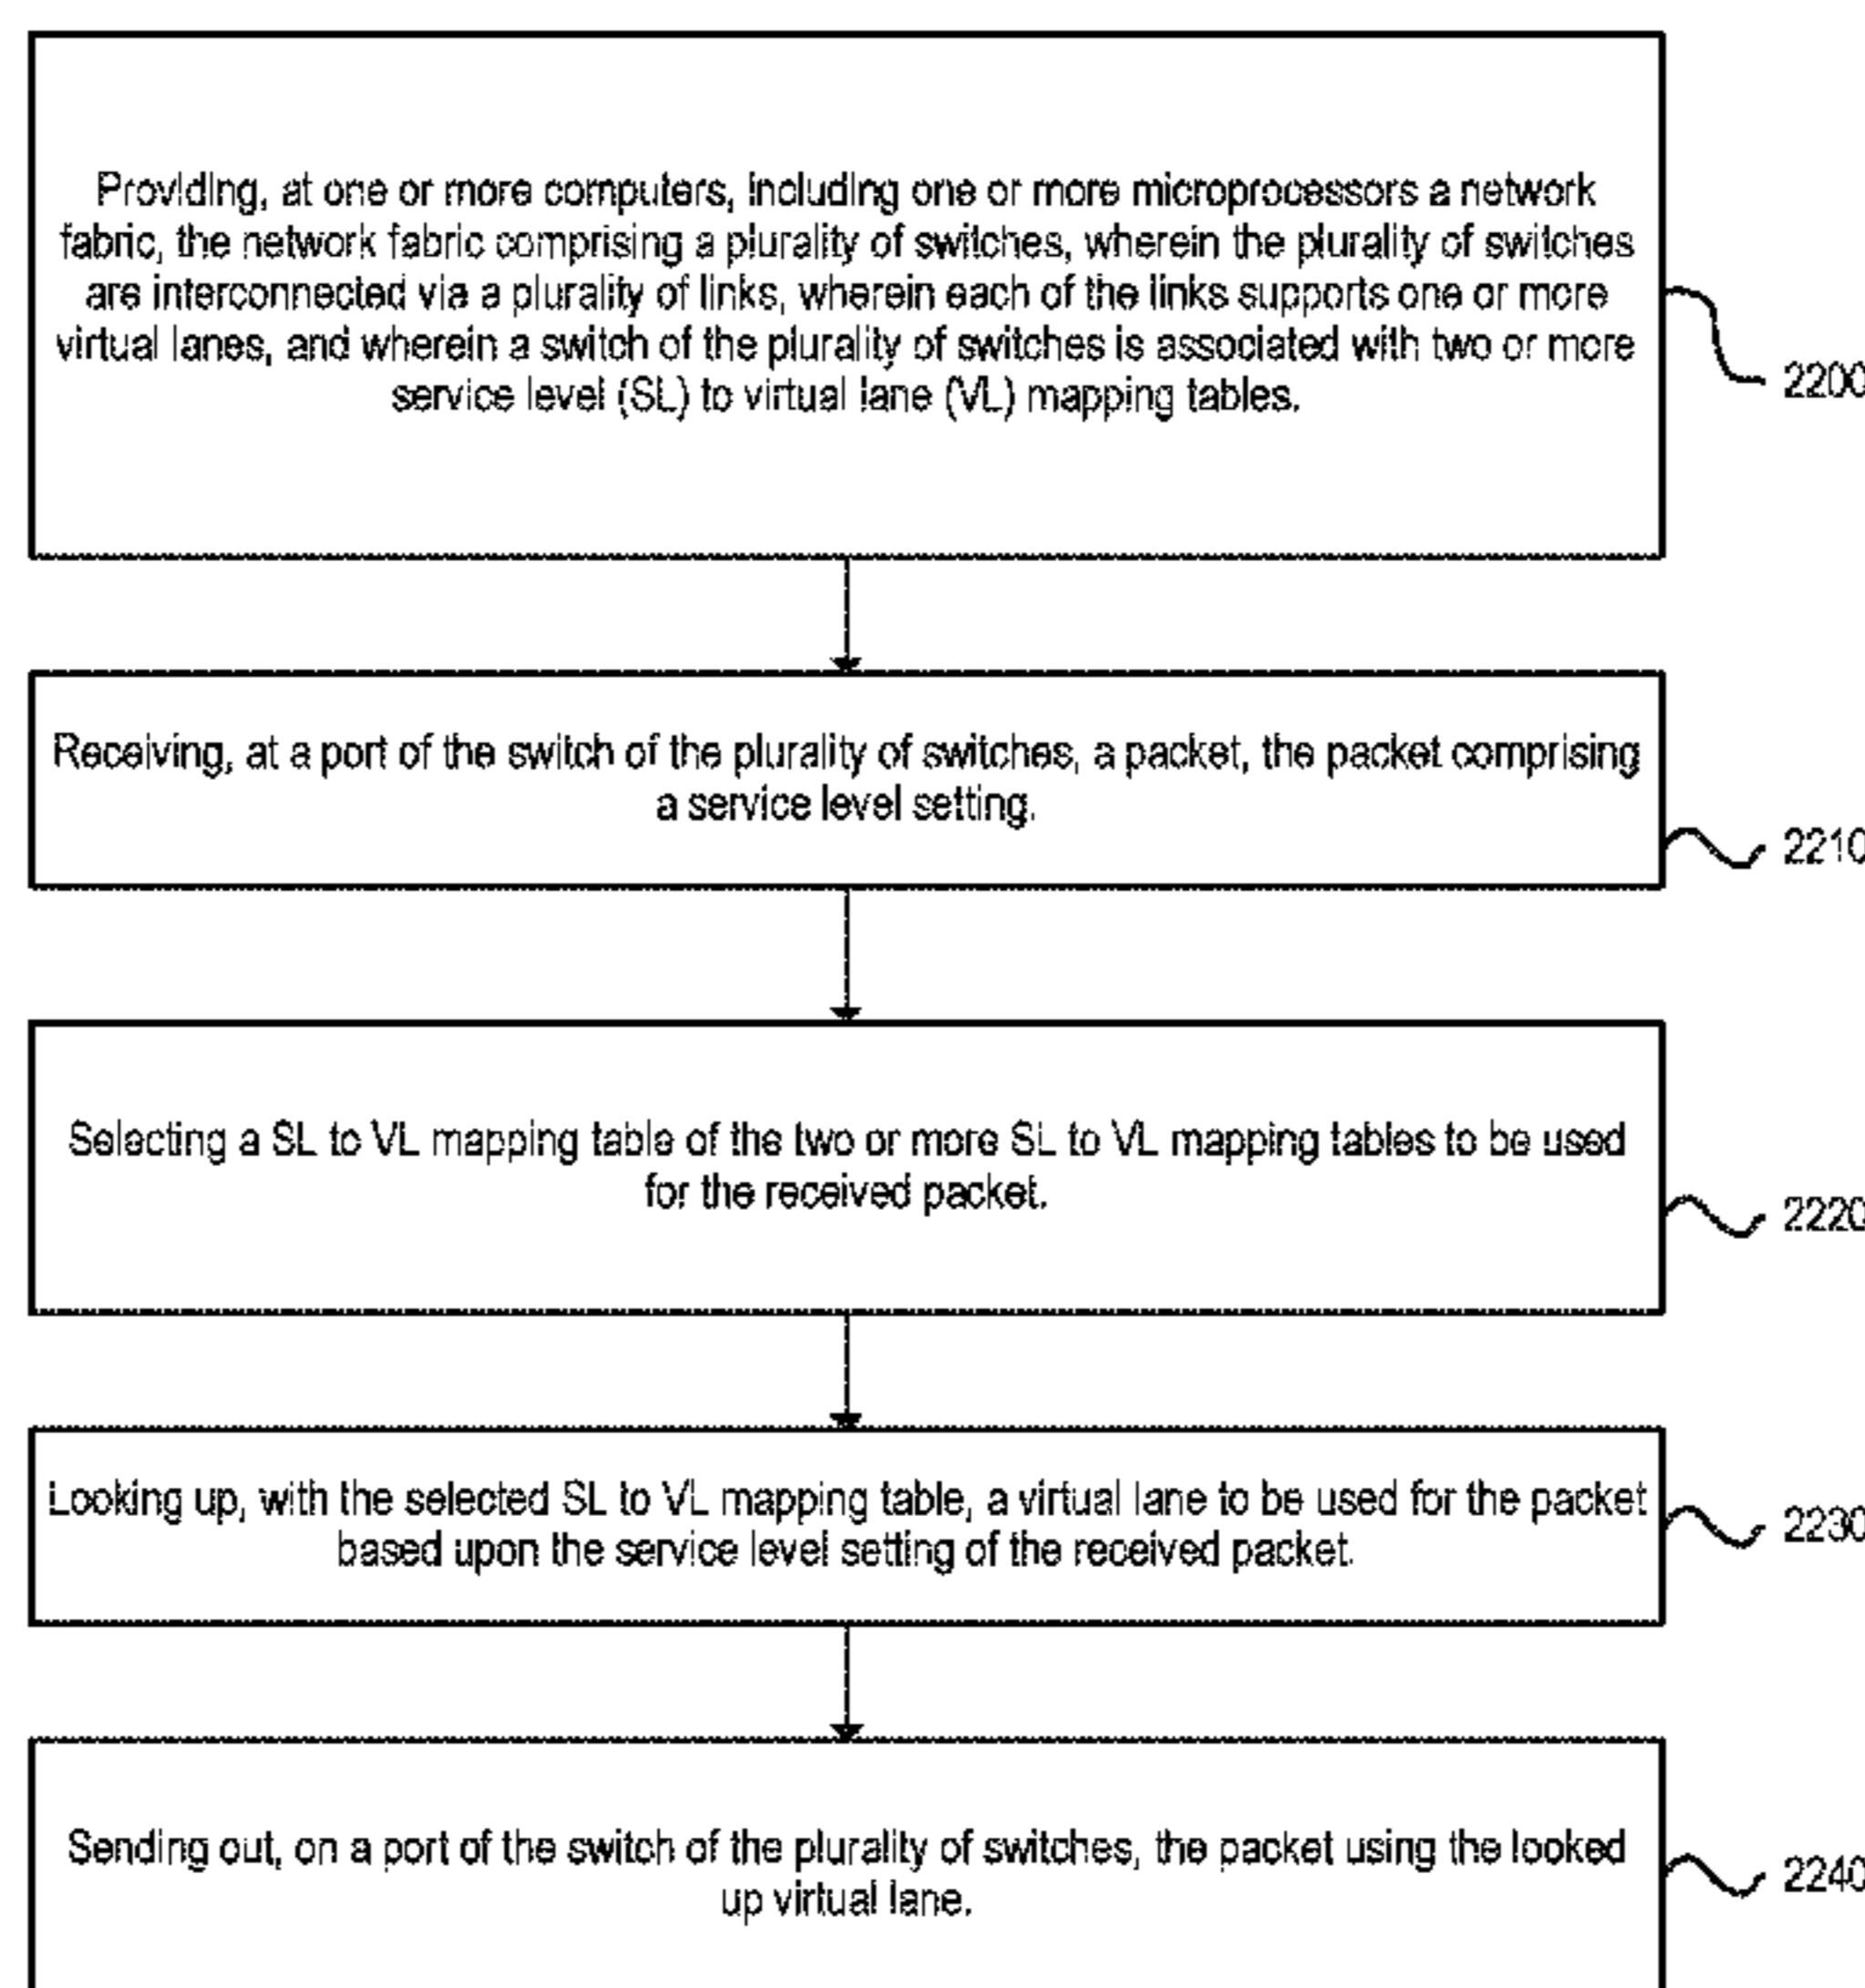 Providing, at one or more computers, including one or more microprocessors a network
fabric, the network fabric comprising a plurality of switches, wherein the plurality of switches
are interconnected via a plurality of links, wherein each of the links supports one or more
virtual lanes, and wherein a switch of the plurality of switches is associated with two or more
service level (SL) to virtual lane (VL) mapping tables.
2200
Receiving, at a port of the switch of the plurality of switches, a packet, the packet comprising
a service level setting.
2210
Selecting a SL to VL mapping table of the two or more SL to VL mapping tables to be used
for the received packet.
2220
Looking up, with the selected SL to VL mapping table, a virtual lane to be used for the packet
based upon the service level setting of the received packet.
2230
Sending out, on a port of the switch of the plurality of switches, the packet using the looked
up virtual lane.
2240